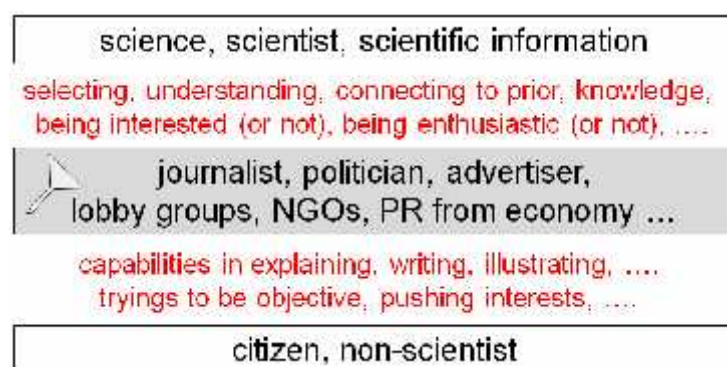 science, scientist, scientific information
selecting, understanding, connecting to prior, knowledge,
being interested (or not), being enthusiastic (or not), ....
journalist, politician, advertiser,
lobby groups, NGOs, PR from economy ...
capabilities in explaining, writing, illustrating, ....
tryings to be objective, pushing interests, ....
citizen, non-scientist